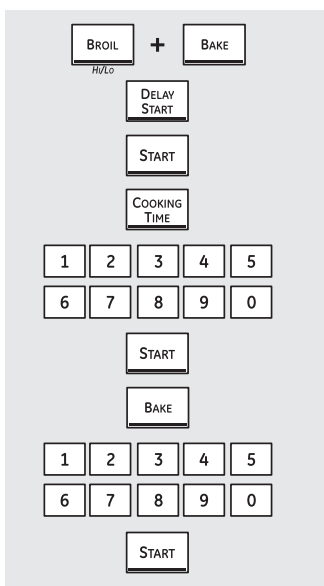 BROIL + BAKE
Hi/Lo
DELAY
START
START
COOKING
TIME
1 2 3 4 5
6 7 8 9 0
START
BAKE
1 2 3 4 5
6 7 8 9 0
START